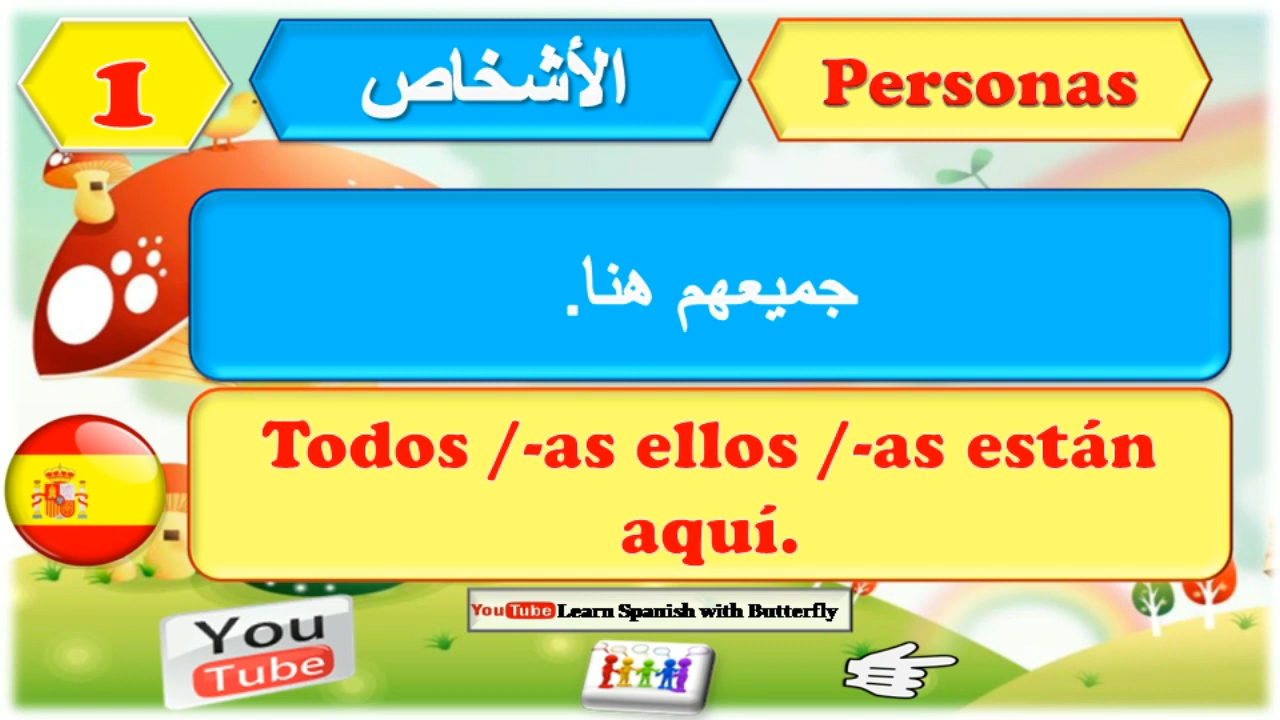 1
الأشخاص
Personas
جميعهم هنا.
Todos /-as ellos /-as están
aquí.
YouTube Learn Spanish with Butterfly
You
Tube